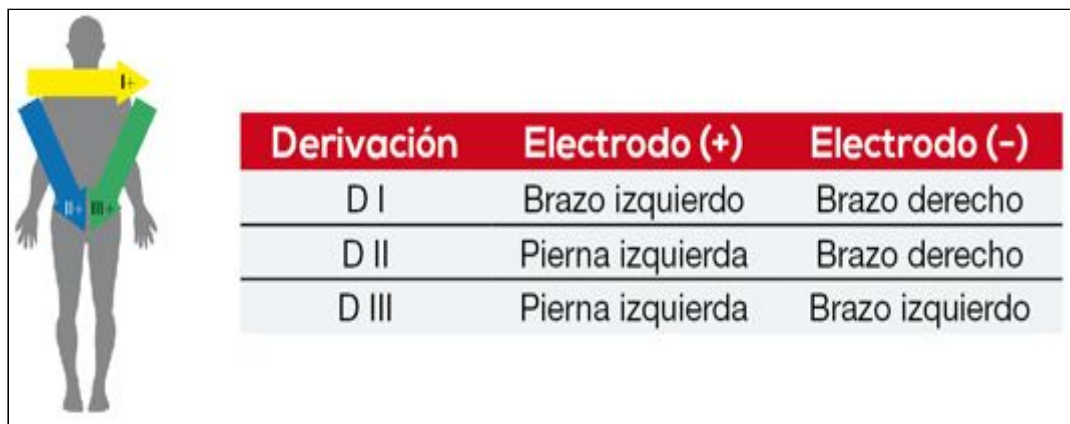 I+
II+ III+
Derivación Electrodo (+) Electrodo (-)
D I Brazo izquierdo Brazo derecho
D II Pierna izquierda Brazo derecho
D III Pierna izquierda Brazo izquierdo